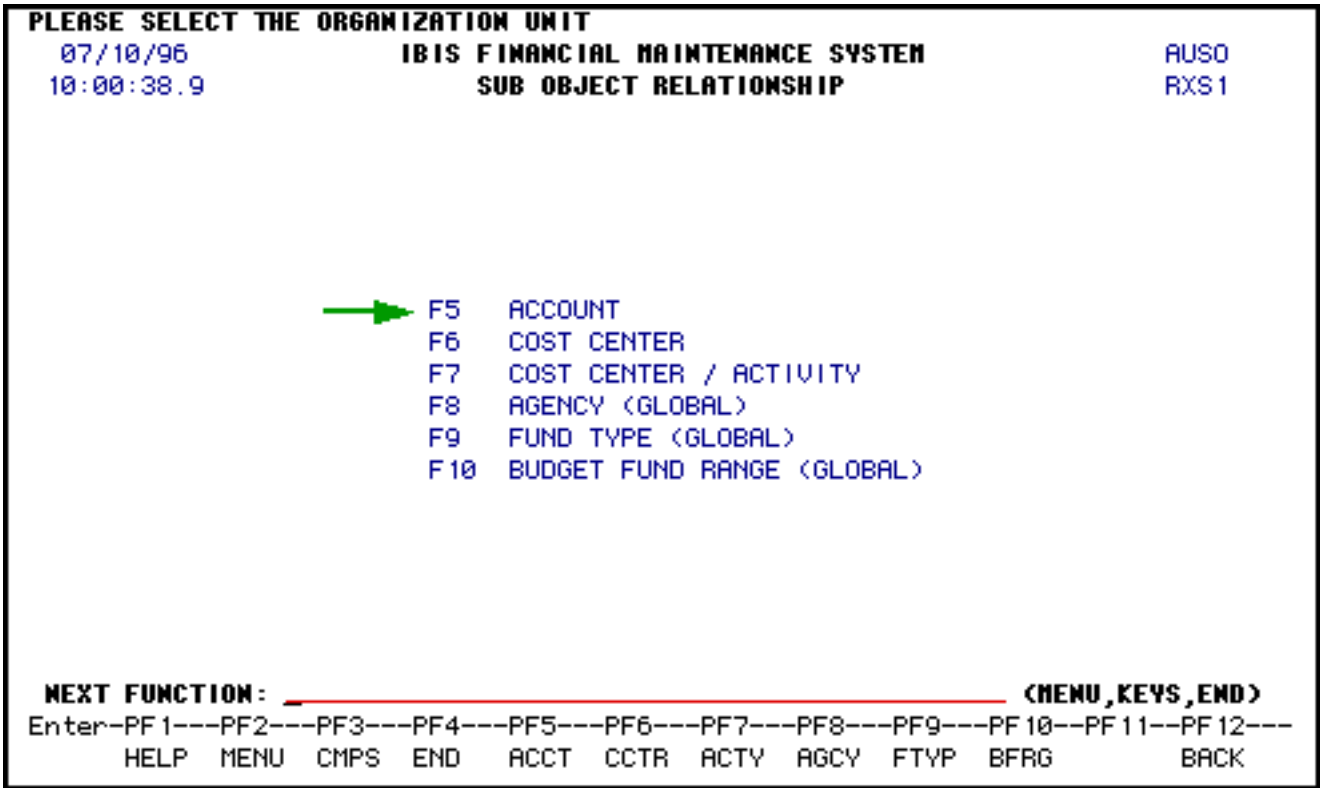 PLEASE SELECT THE ORGANIZATION UNIT
07/10/96 IBIS FINANCIAL MAINTENANCE SYSTEM AUSO
10:00:38.9 SUB OBJECT RELATIONSHIP RXS1
F5 ACCOUNT
F6 COST CENTER
F7 COST CENTER / ACTIVITY
F8 AGENCY (GLOBAL)
F9 FUND TYPE (GLOBAL)
F10 BUDGET FUND RANGE (GLOBAL)
NEXT FUNCTION: (MENU,KEYS,END)
Enter-PF1---PF2---PF3---PF4---PF5---PF6---PF7---PF8---PF9---PF10--PF11--PF12---
HELP MENU CMPS END ACCT CCTR ACTY AGCY FTYP BFRG BACK